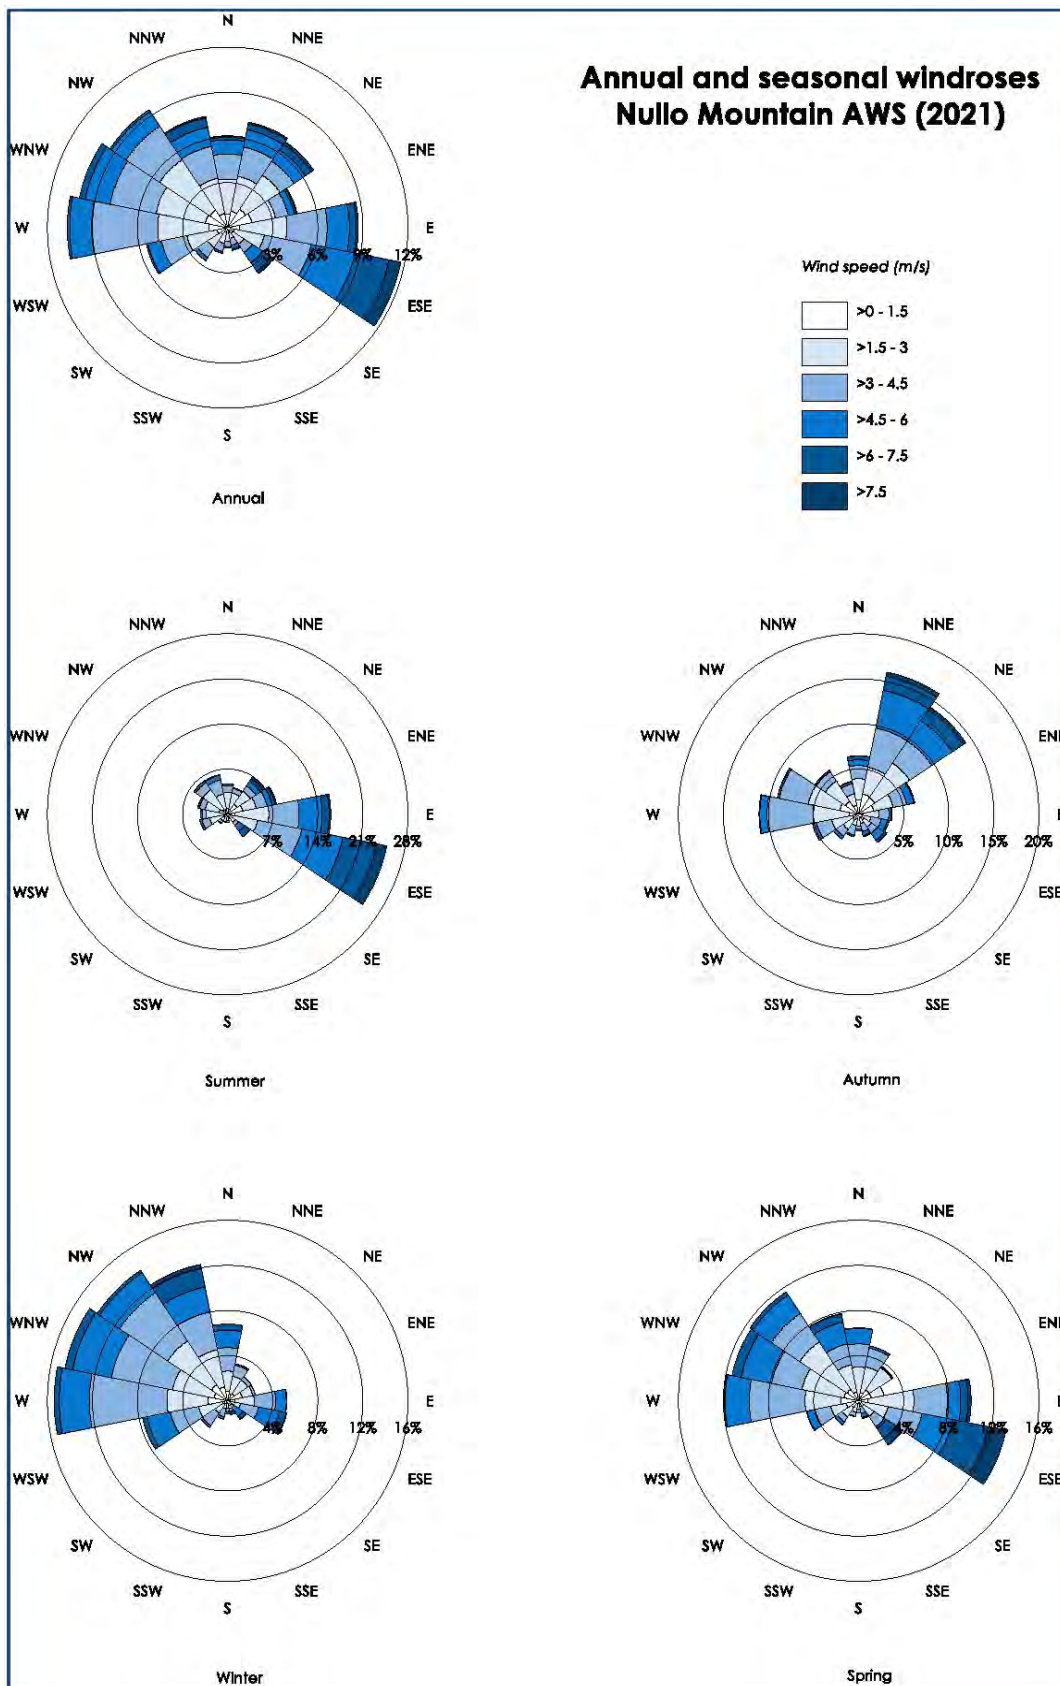 Annual and seasonal windroses
Nullo Mountain AWS (2021)
N
NNW
NNE
NW
NE
WNW
ENE
W
E
3%
6%
9%
12%
WSW
ESE
SW
SE
SSW
SSE
S
Annual
Wind speed (m/s)
>0 - 1.5
>1.5 - 3
>3 - 4.5
>4.5 - 6
>6 - 7.5
>7.5
N
NNW
NNE
NW
NE
WNW
ENE
W
E
7%
14%
21%
28%
WSW
ESE
SW
SE
SSW
SSE
S
Summer
N
NNW
NNE
NW
NE
WNW
ENE
W
5%
10%
15%
20%
WSW
ESE
SW
SE
SSW
SSE
S
Autumn
N
NNW
NNE
NW
NE
WNW
ENE
W
E
4%
8%
12%
16%
WSW
ESE
SW
SE
SSW
SSE
S
Winter
N
NNW
NNE
NW
NE
WNW
ENE
W
4%
8%
12%
16%
WSW
ESE
SW
SE
SSW
SSE
S
Spring